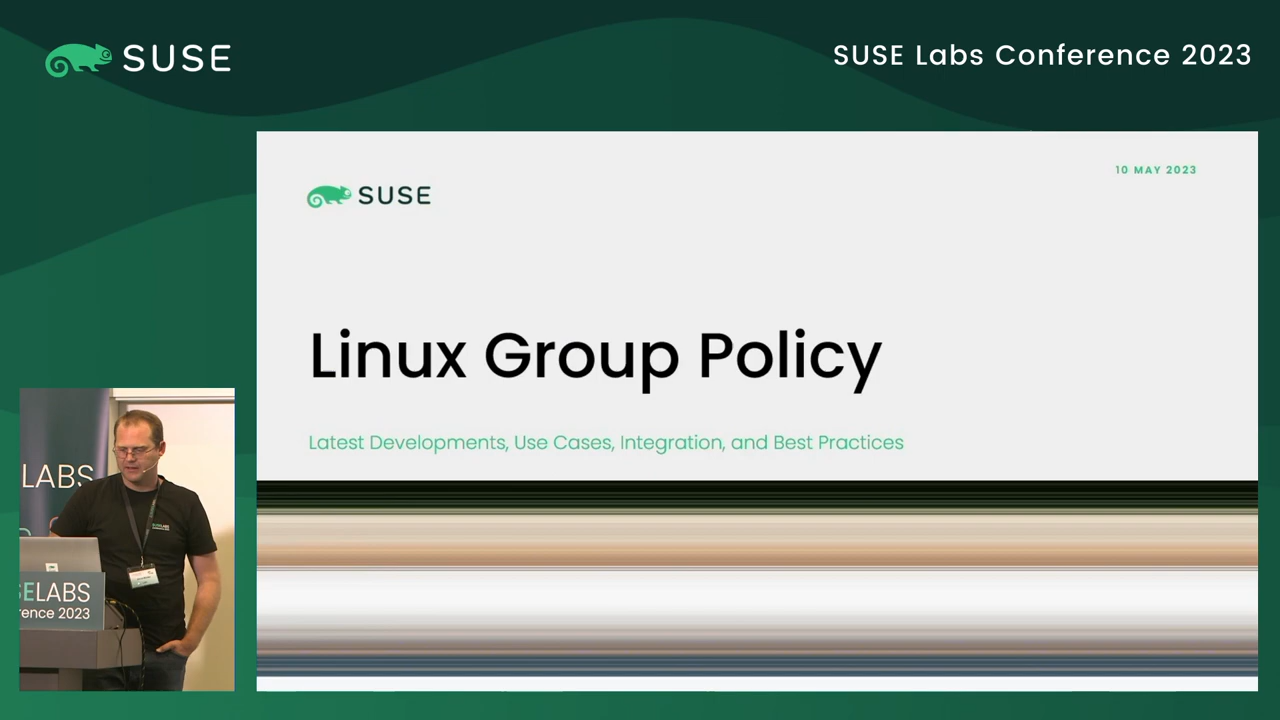 SUSE
SUSE Labs Conference 2023
10 MAY 2023
SUSE
Linux Group Policy
Latest Developments, Use Cases, Integration, and Best Practices
LABS
SELABS
rence 2023